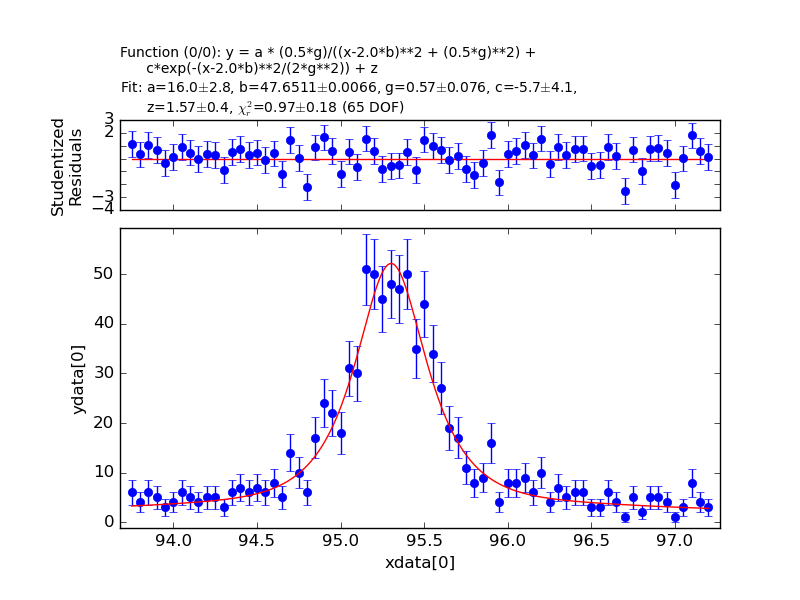 Function (0/0): y = a * (0.5*g)/((x-2.0*b)**2 + (0.5*g)**2) +
c*exp(-(x-2.0*b)**2/(2*g**2)) + z
Fit: a=16.0±2.8, b=47.6511±0.0066, g=0.57±0.076, c=-5.7±4.1,
z=1.57±0.4, χ²ᵣ=0.97±0.18 (65 DOF)
Studentized
Residuals
3
2
−3
−4
ydata[0]
50
40
30
20
10
0
94.0 94.5 95.0 95.5 96.0 96.5 97.0
xdata[0]